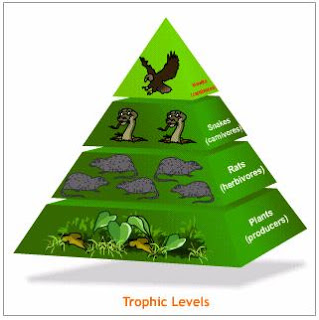 Snakes
(carnivores)
Rats
(herbivores)
Plants
(producers)
Trophic Levels